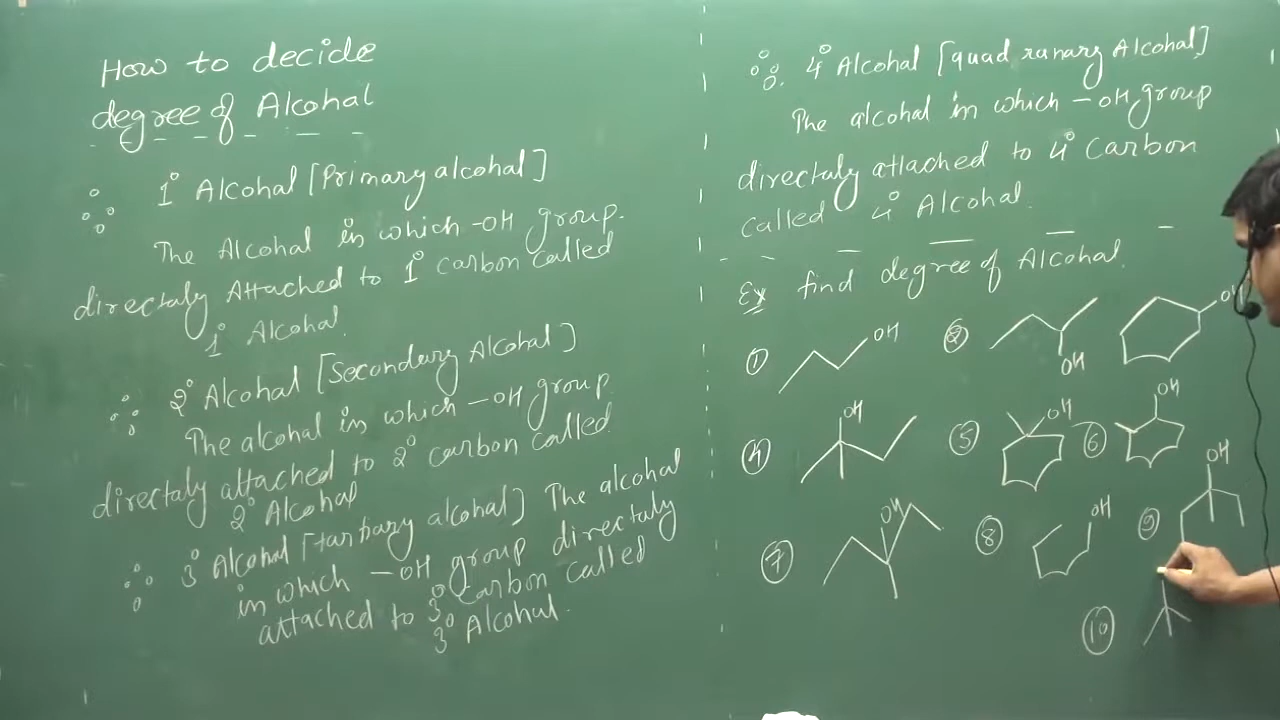 How to decide
degree of Alcohal
1° Alcohal [Primary alcohal]
The Alcohal in which -OH group.
directaly Attached to 1° carbon called
1° Alcohal.
2° Alcohal [Secondary Alcohal]
The alcohal in which -OH group.
directaly attached to 2° carbon called.
2° Alcohal
3° Alcohal [tartiary alcohal] The alcohal
in which -OH group directaly
attached to 3° Carbon called
3° Alcohal.
4° Alcohal [quad ranary Alcohal]
The alcohal in which -OH group
directaly attached to 4° Carbon
called 4° Alcohal.
Ex find degree of Alcohal.
① OH ② OH OH
④ OH ⑤ OH ⑥ OH
⑦ OH ⑧ OH ⑨ OH
⑩